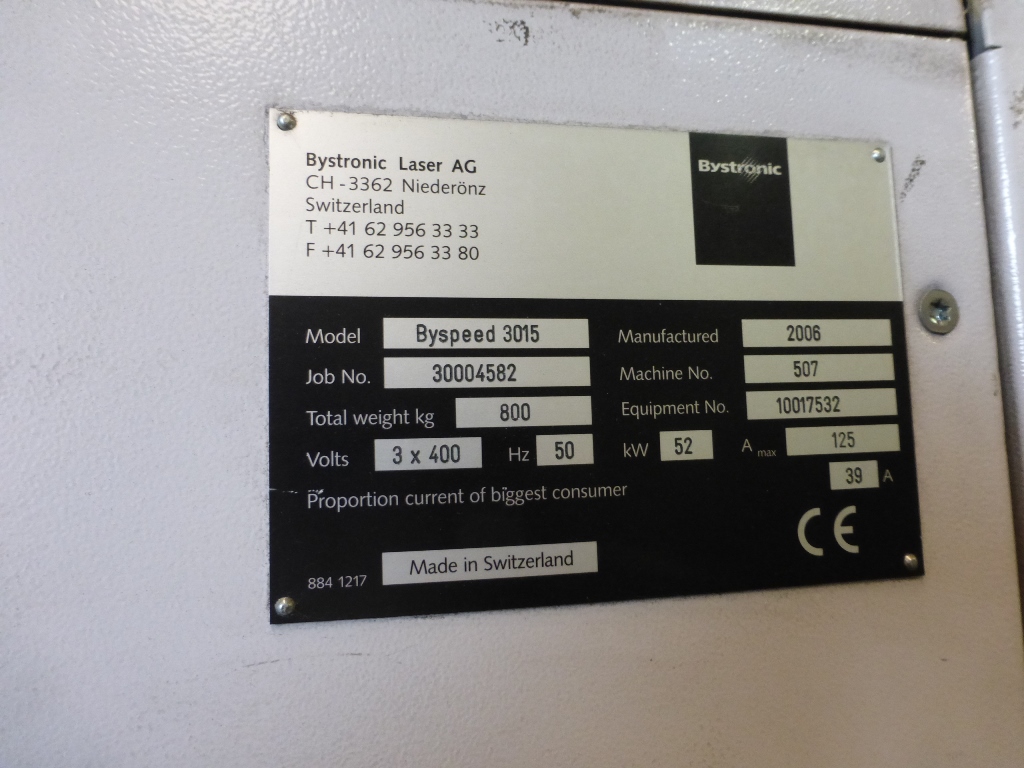 Bystronic Laser AG
CH-3362 Niederönz
Switzerland
T +41 62 956 33 33
F +41 62 956 33 80
Bystronic
Model Byspeed 3015 Manufactured 2006
Job No. 30004582 Machine No. 507
Total weight kg 800 Equipment No. 10017532
Volts 3 x 400 Hz 50 kW 52 A max 125
Proportion current of biggest consumer 39 A
CE
884 1217 Made in Switzerland